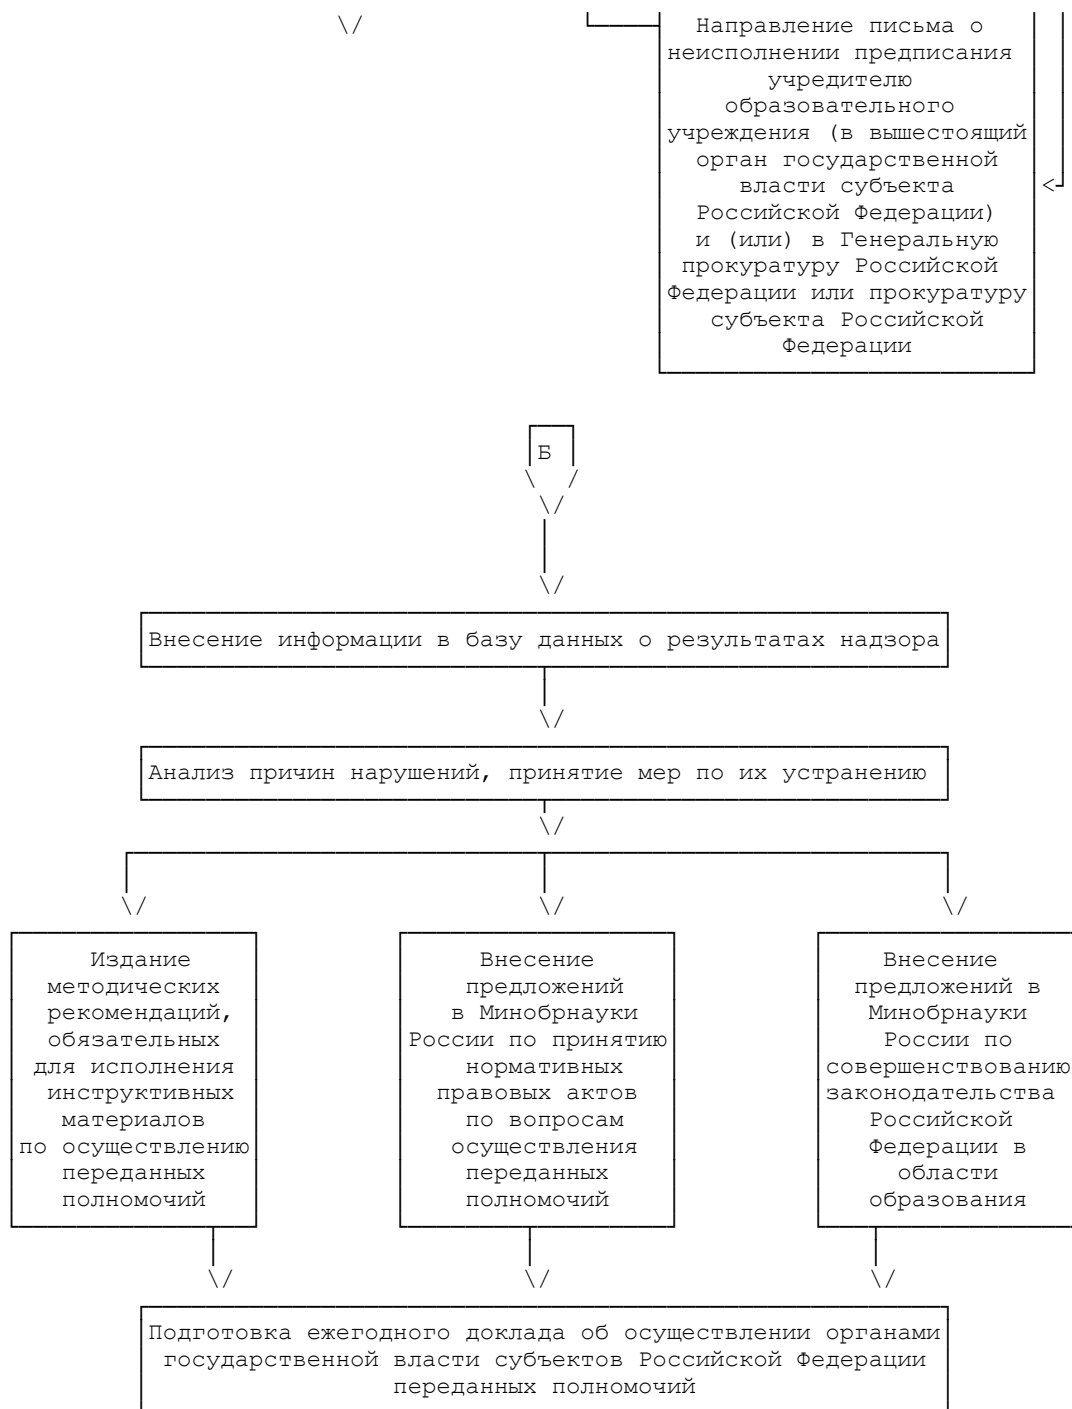 Направление письма о
неисполнении предписания
учредителю
образовательного
учреждения (в вышестоящий
орган государственной
власти субъекта
Российской Федерации)
и (или) в Генеральную
прокуратуру Российской
Федерации или прокуратуру
субъекта Российской
Федерации
Б
Внесение информации в базу данных о результатах надзора
Анализ причин нарушений, принятие мер по их устранению
Издание
методических
рекомендаций,
обязательных
для исполнения
инструктивных
материалов
по осуществлению
переданных
полномочий
Внесение
предложений
в Минобрнауки
России по принятию
нормативных
правовых актов
по вопросам
осуществления
переданных
полномочий
Внесение
предложений в
Минобрнауки
России по
совершенствованию
законодательства
Российской
Федерации в
области
образования
Подготовка ежегодного доклада об осуществлении органами
государственной власти субъектов Российской Федерации
переданных полномочий